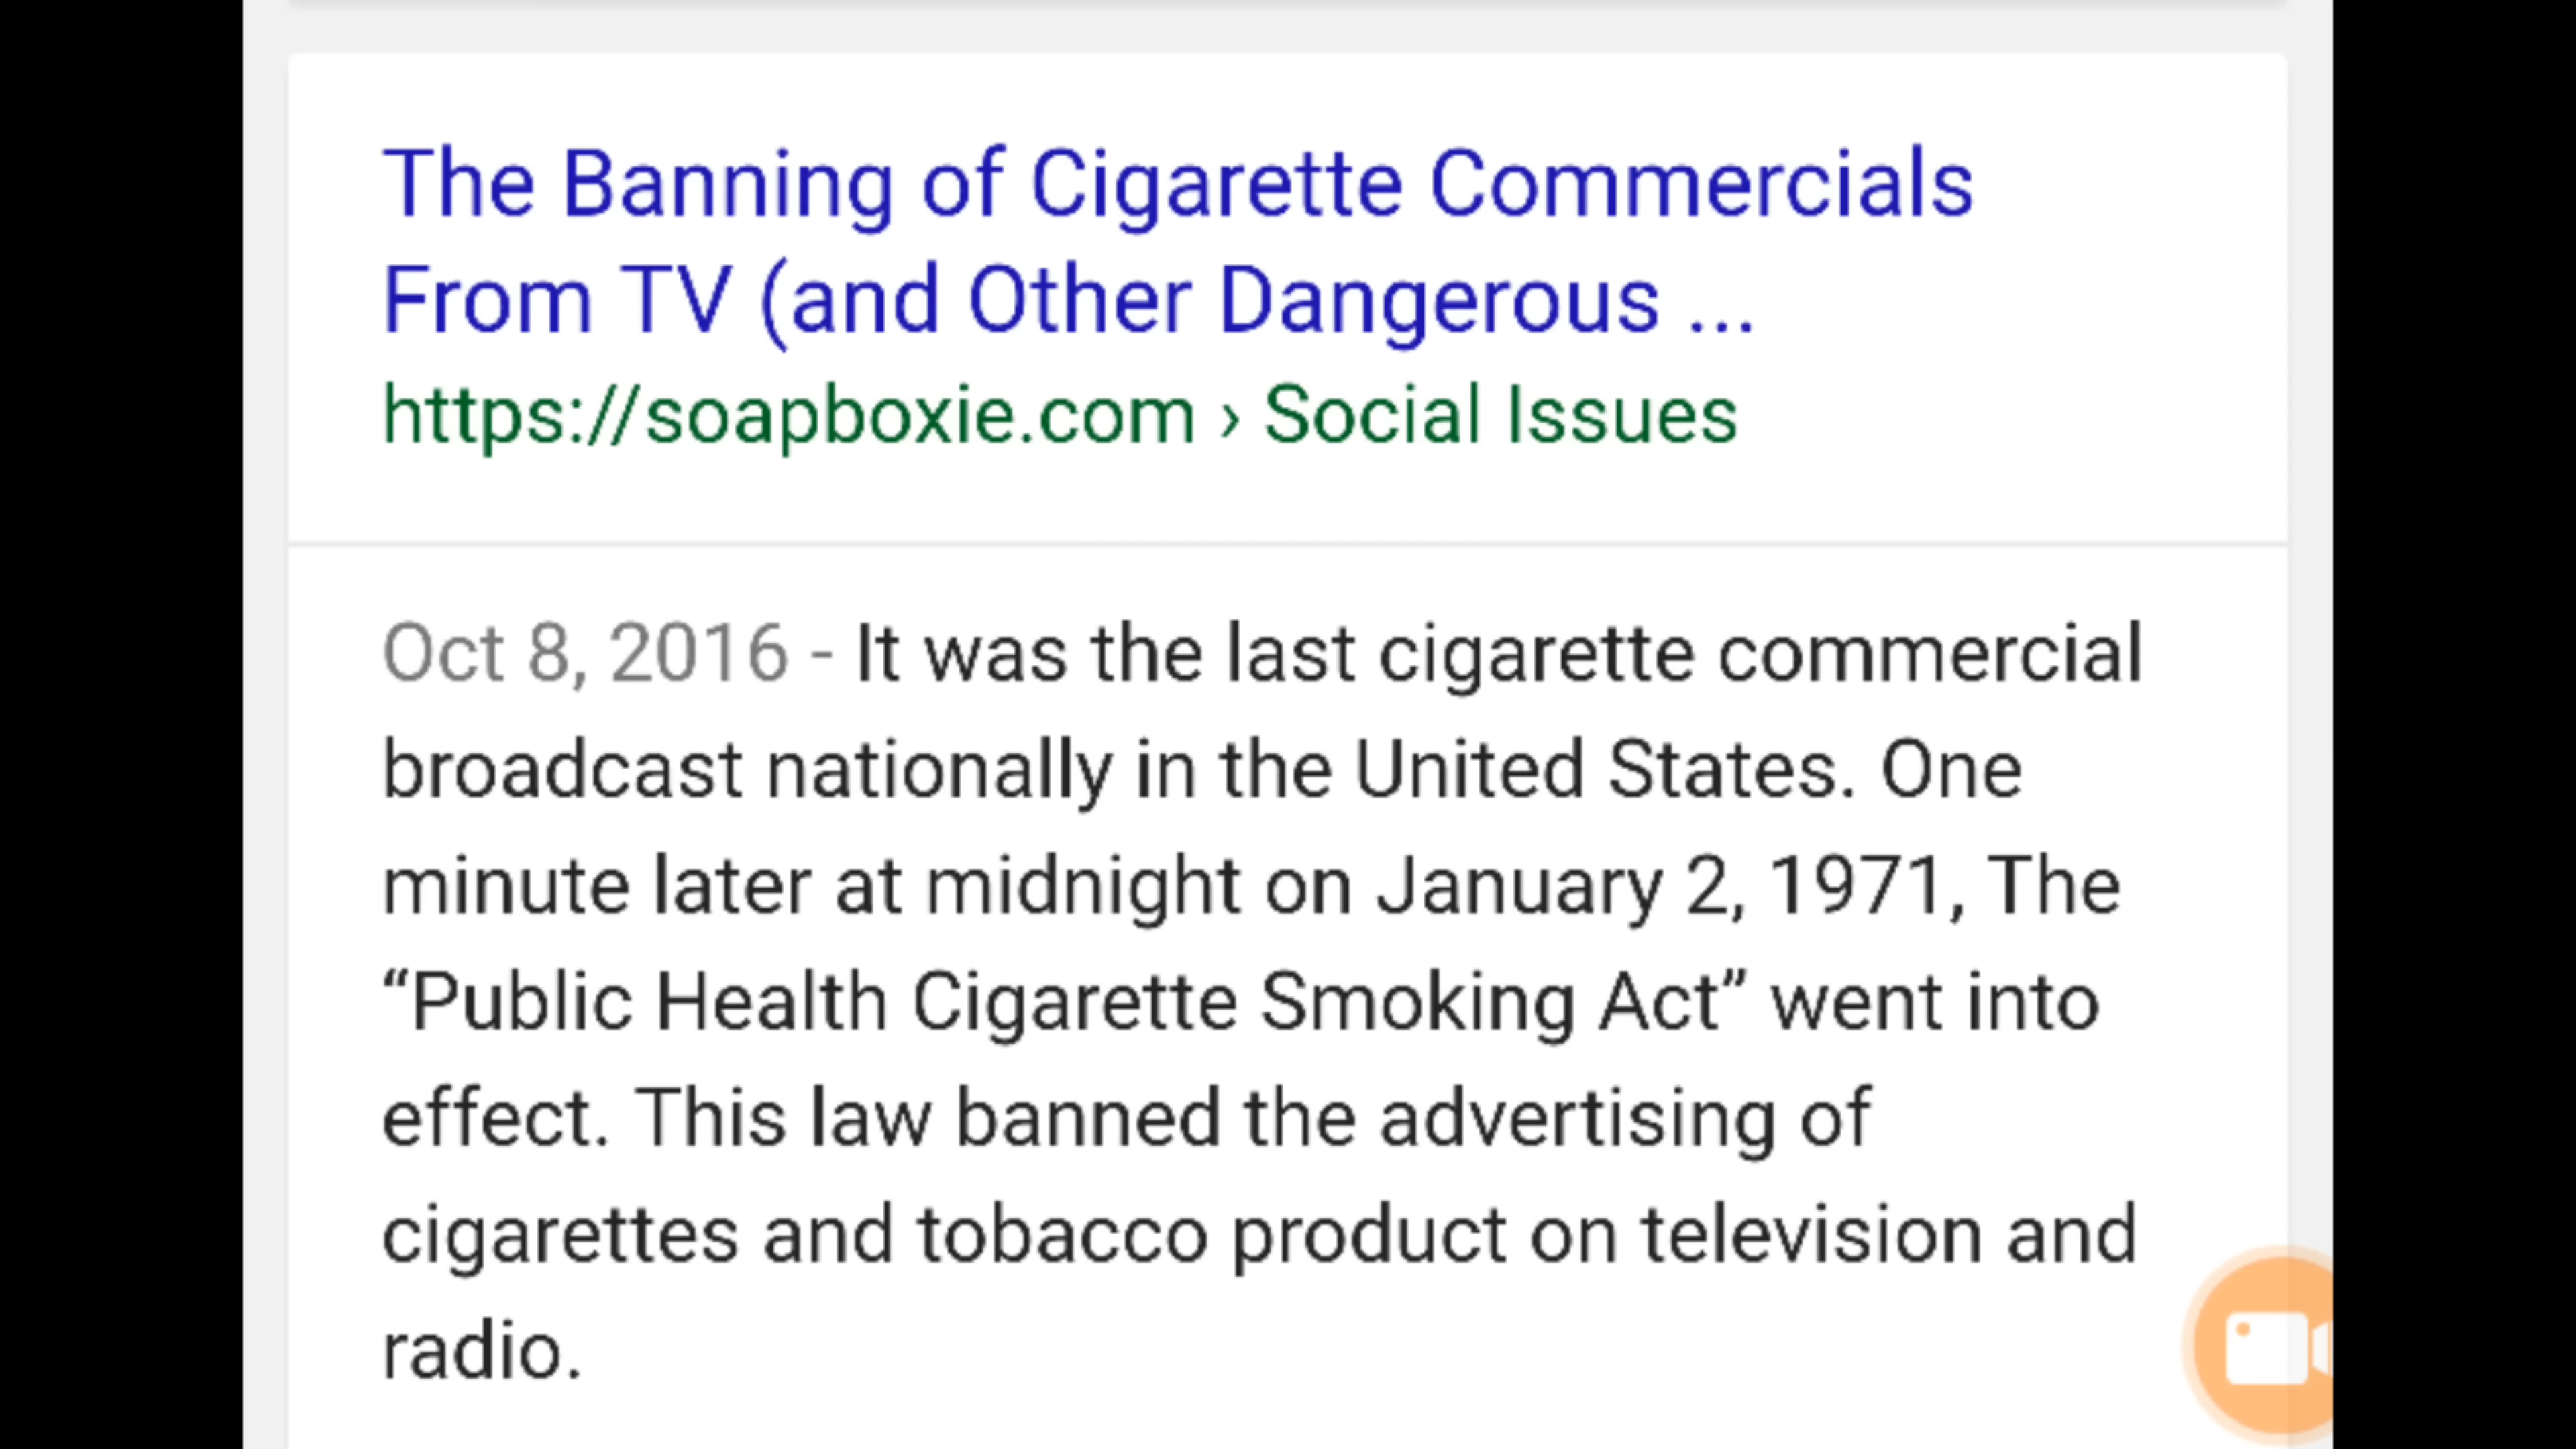 The Banning of Cigarette Commercials
From TV (and Other Dangerous ...
https://soapboxie.com › Social Issues
Oct 8, 2016 - It was the last cigarette commercial
broadcast nationally in the United States. One
minute later at midnight on January 2, 1971, The
“Public Health Cigarette Smoking Act” went into
effect. This law banned the advertising of
cigarettes and tobacco product on television and
radio.